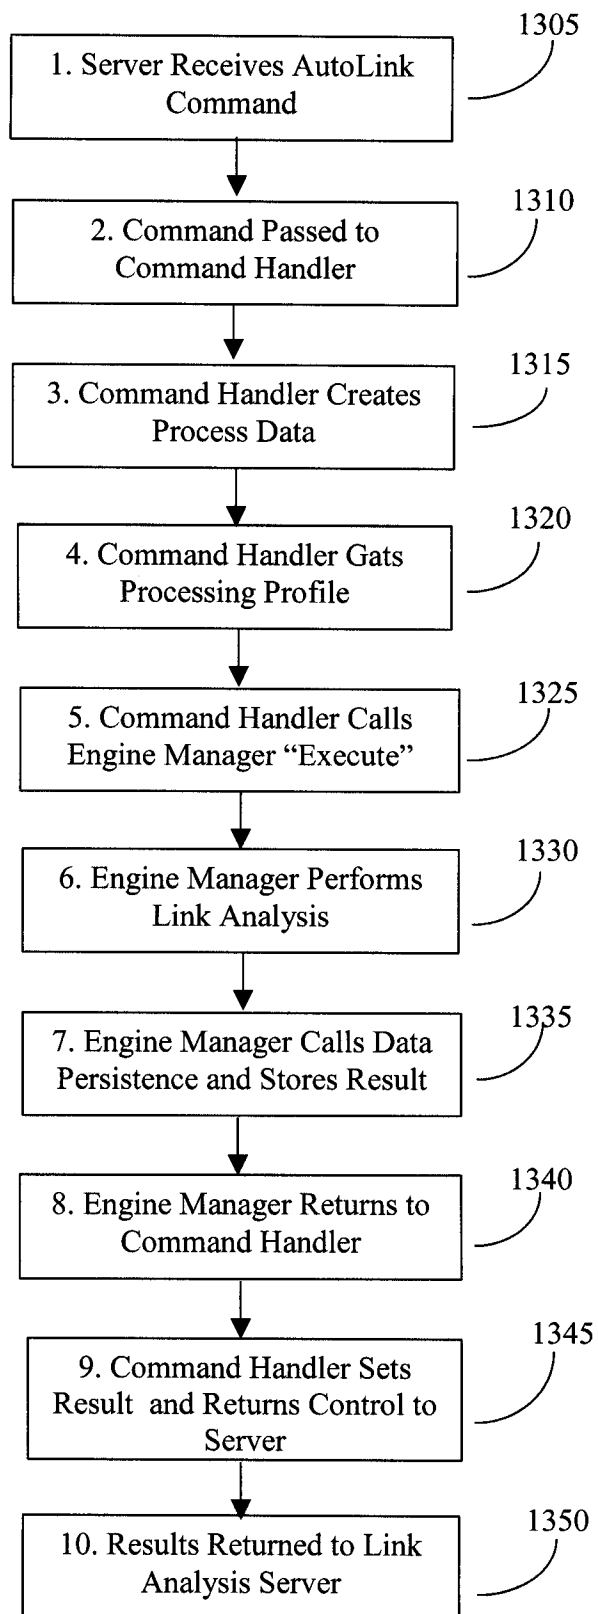 1305
1. Server Receives AutoLink
Command
1310
2. Command Passed to
Command Handler
1315
3. Command Handler Creates
Process Data
1320
4. Command Handler Gats
Processing Profile
1325
5. Command Handler Calls
Engine Manager “Execute”
1330
6. Engine Manager Performs
Link Analysis
1335
7. Engine Manager Calls Data
Persistence and Stores Result
1340
8. Engine Manager Returns to
Command Handler
1345
9. Command Handler Sets
Result and Returns Control to
Server
1350
10. Results Returned to Link
Analysis Server